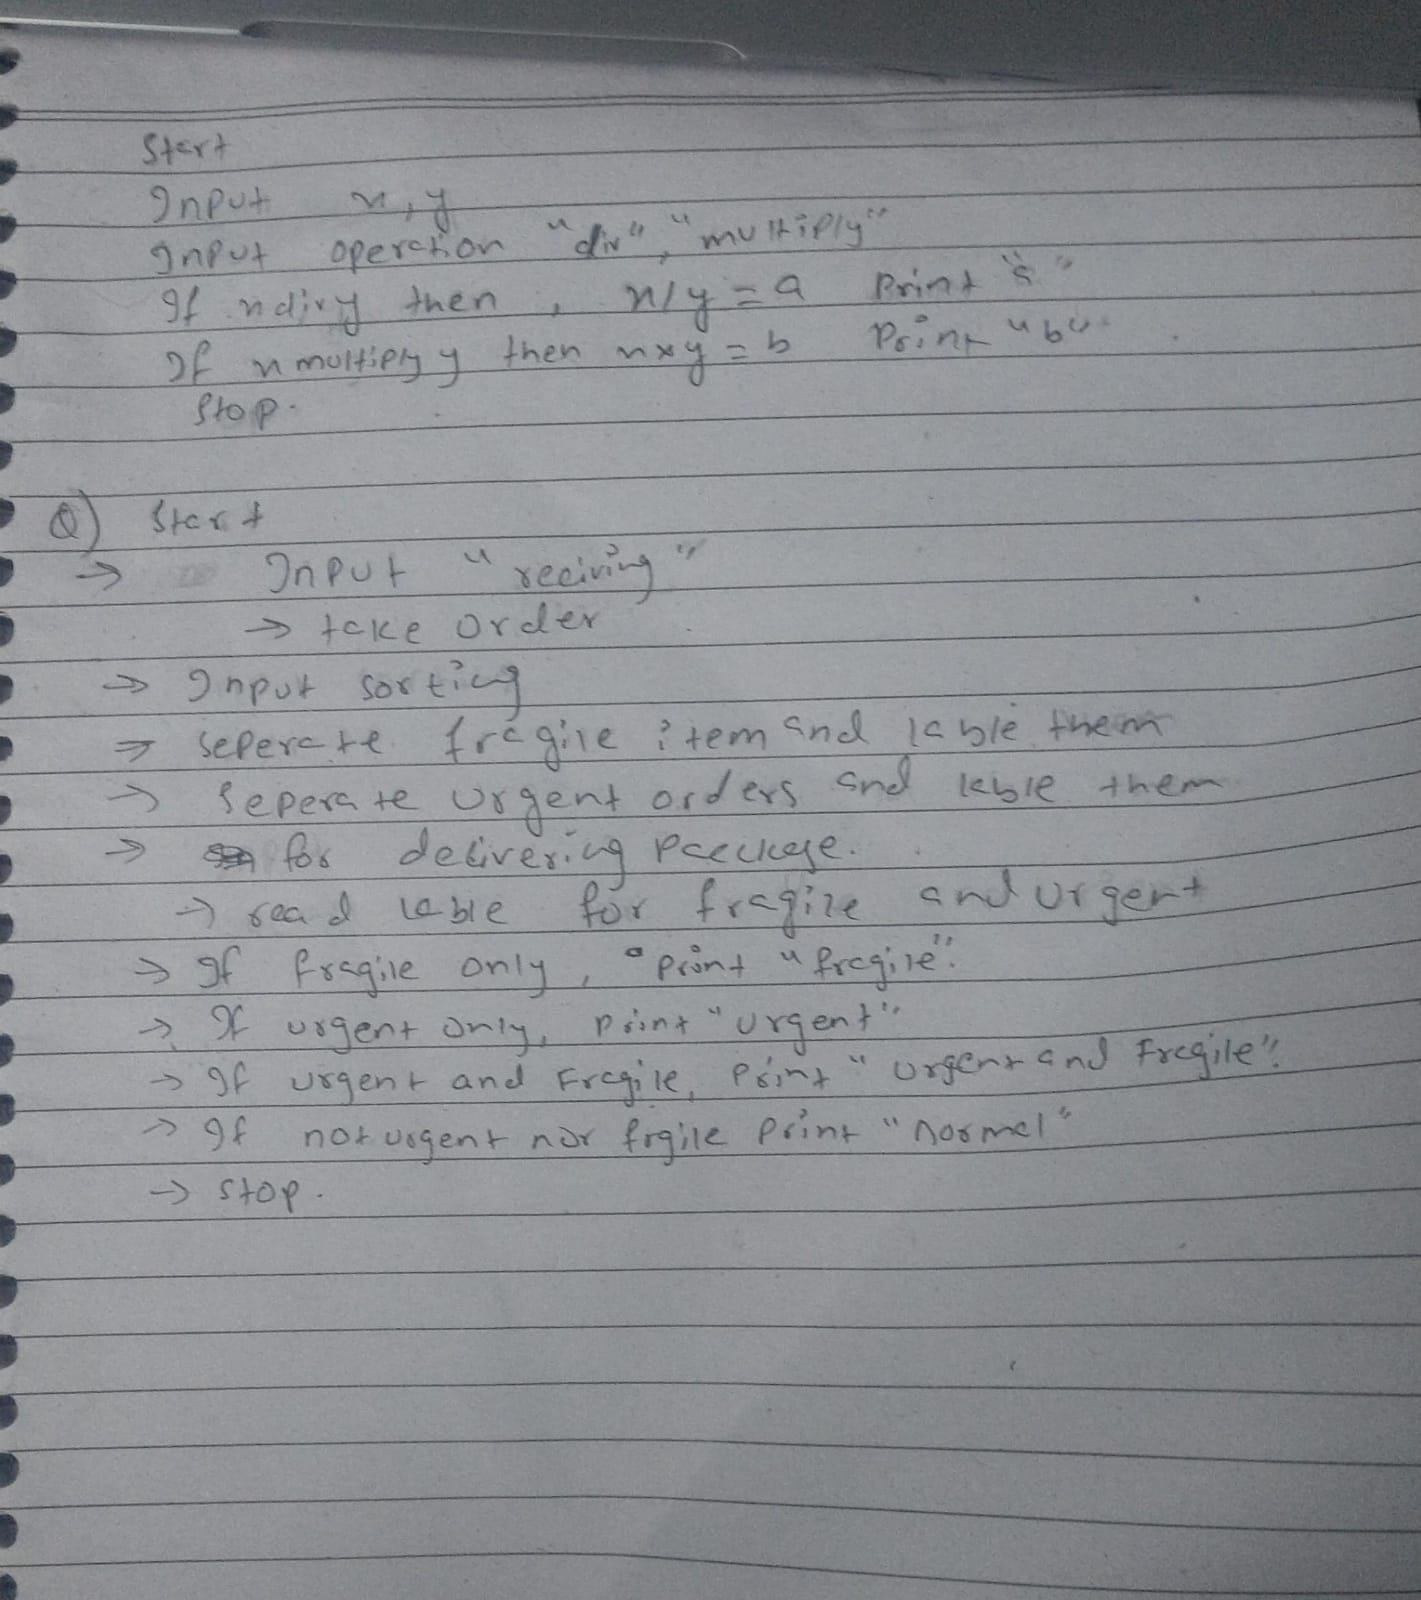 Start
Input x, y
Input operation "div", "multiply"
If x div y then , x/y = a Print "a"
If x multiply y then x×y = b Print "b"
Stop.
Q) Start
→ Input "reciving"
→ take order
→ Input sorting
→ seperate fragile item and lable them
→ Seperate urgent orders and lable them
→ for delivering Paeckage.
→ read lable for fragile and urgent
→ If fragile only, Print "fragile".
→ If urgent only, Print "urgent"
→ If urgent and Fragile, Print "urgent and Fragile".
→ If not urgent nor frgile Print "normal"
→ Stop.